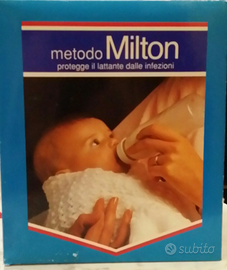 metodo Milton
protegge il lattante dalle infezioni
subito